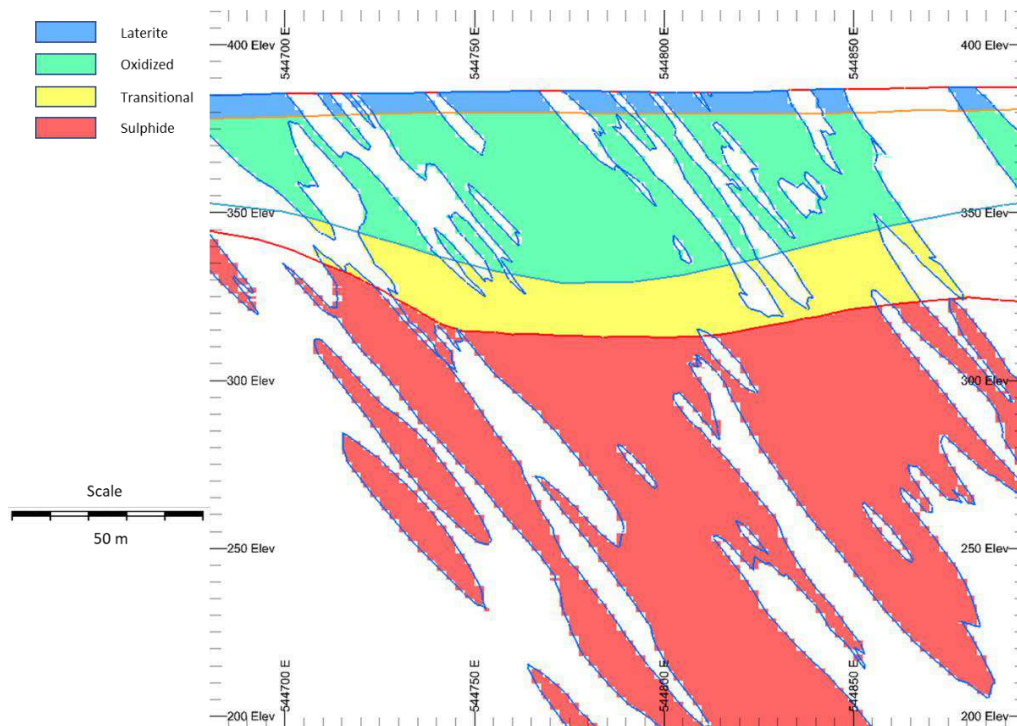 Laterite
Oxidized
Transitional
Sulphide
Scale
50 m
544700 E
544750 E
544800 E
544850 E
400 Elev
400 Elev
350 Elev
350 Elev
300 Elev
300 Elev
250 Elev
250 Elev
200 Elev
200 Elev
544700 E
544750 E
544800 E
544850 E